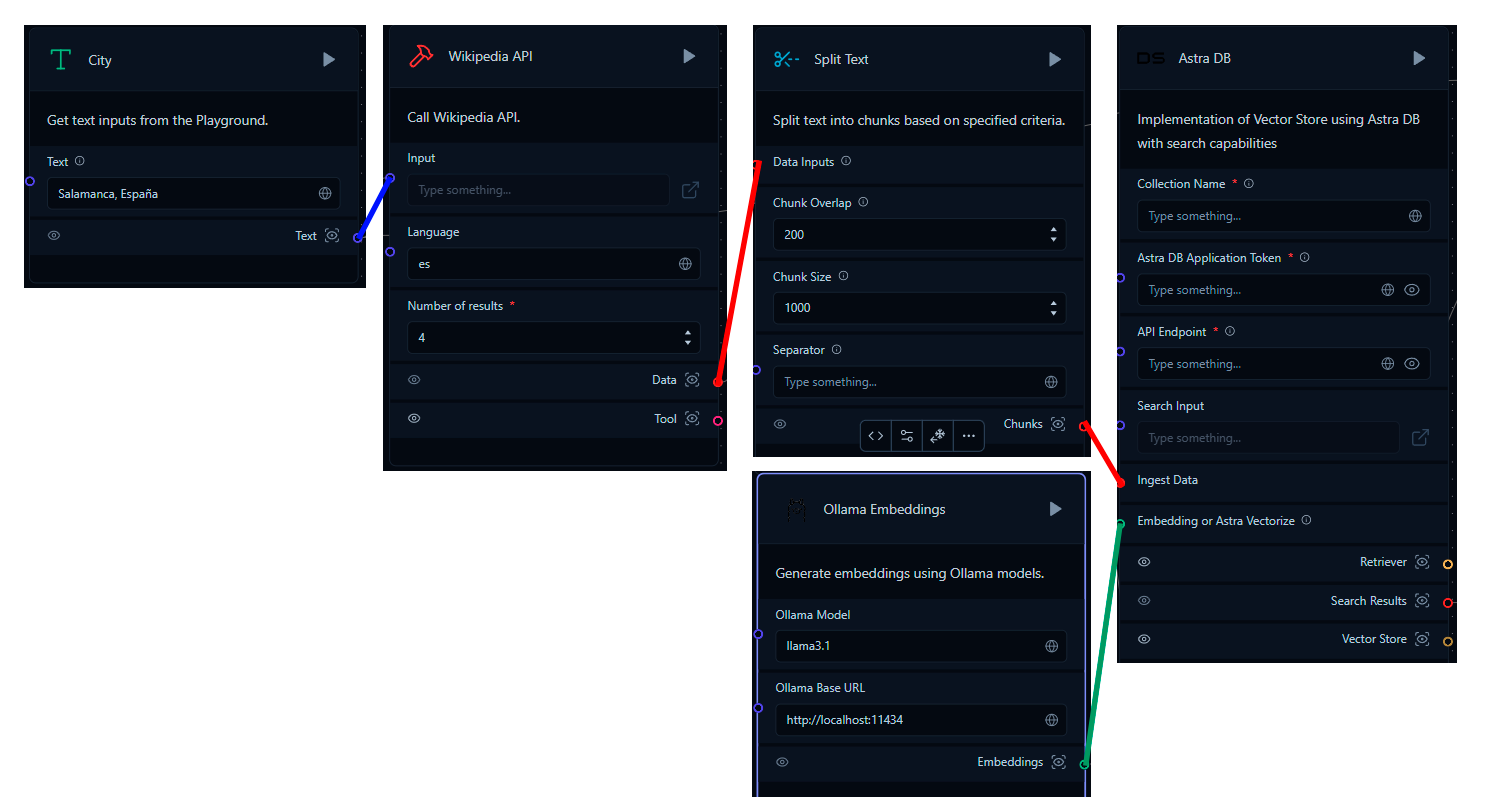 City
Get text inputs from the Playground.
Text
Salamanca, España
Text
Wikipedia API
Call Wikipedia API.
Input
Type something...
Language
es
Number of results *
4
Data
Tool
Split Text
Split text into chunks based on specified criteria.
Data Inputs
Chunk Overlap
200
Chunk Size
1000
Separator
Type something...
Chunks
Ollama Embeddings
Generate embeddings using Ollama models.
Ollama Model
llama3.1
Ollama Base URL
http://localhost:11434
Embeddings
DS
Astra DB
Implementation of Vector Store using Astra DB
with search capabilities
Collection Name *
Type something...
Astra DB Application Token *
Type something...
API Endpoint *
Type something...
Search Input
Type something...
Ingest Data
Embedding or Astra Vectorize
Retriever
Search Results
Vector Store